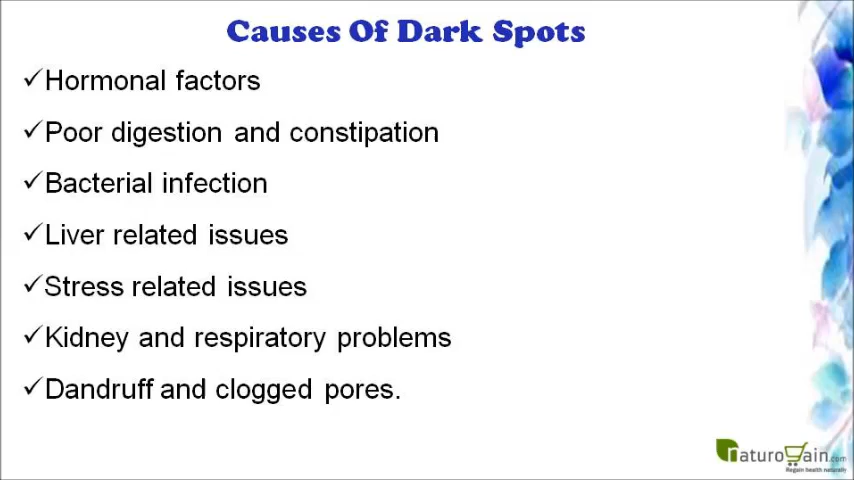 Causes Of Dark Spots
✓Hormonal factors
✓Poor digestion and constipation
✓Bacterial infection
✓Liver related issues
✓Stress related issues
✓Kidney and respiratory problems
✓Dandruff and clogged pores.
naturogain.com
Regain health naturally